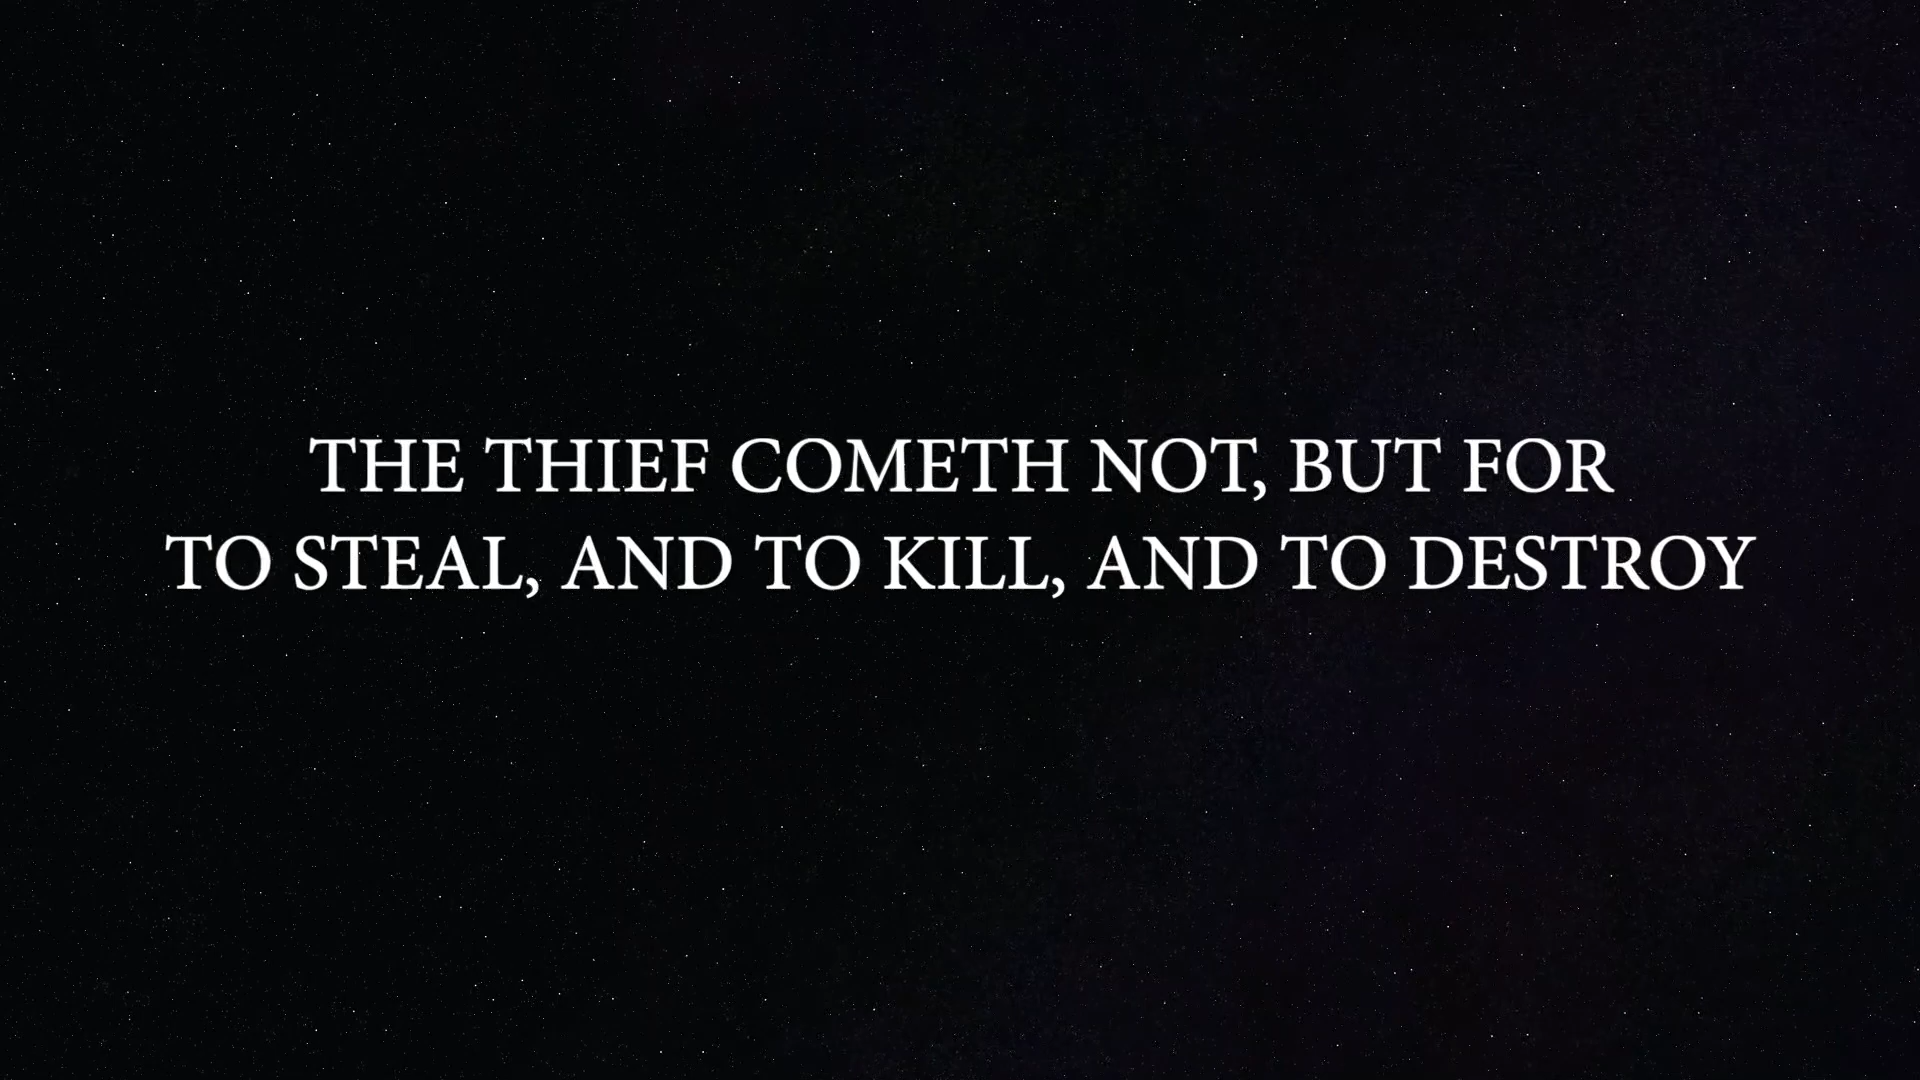 THE THIEF COMETH NOT, BUT FOR
TO STEAL, AND TO KILL, AND TO DESTROY